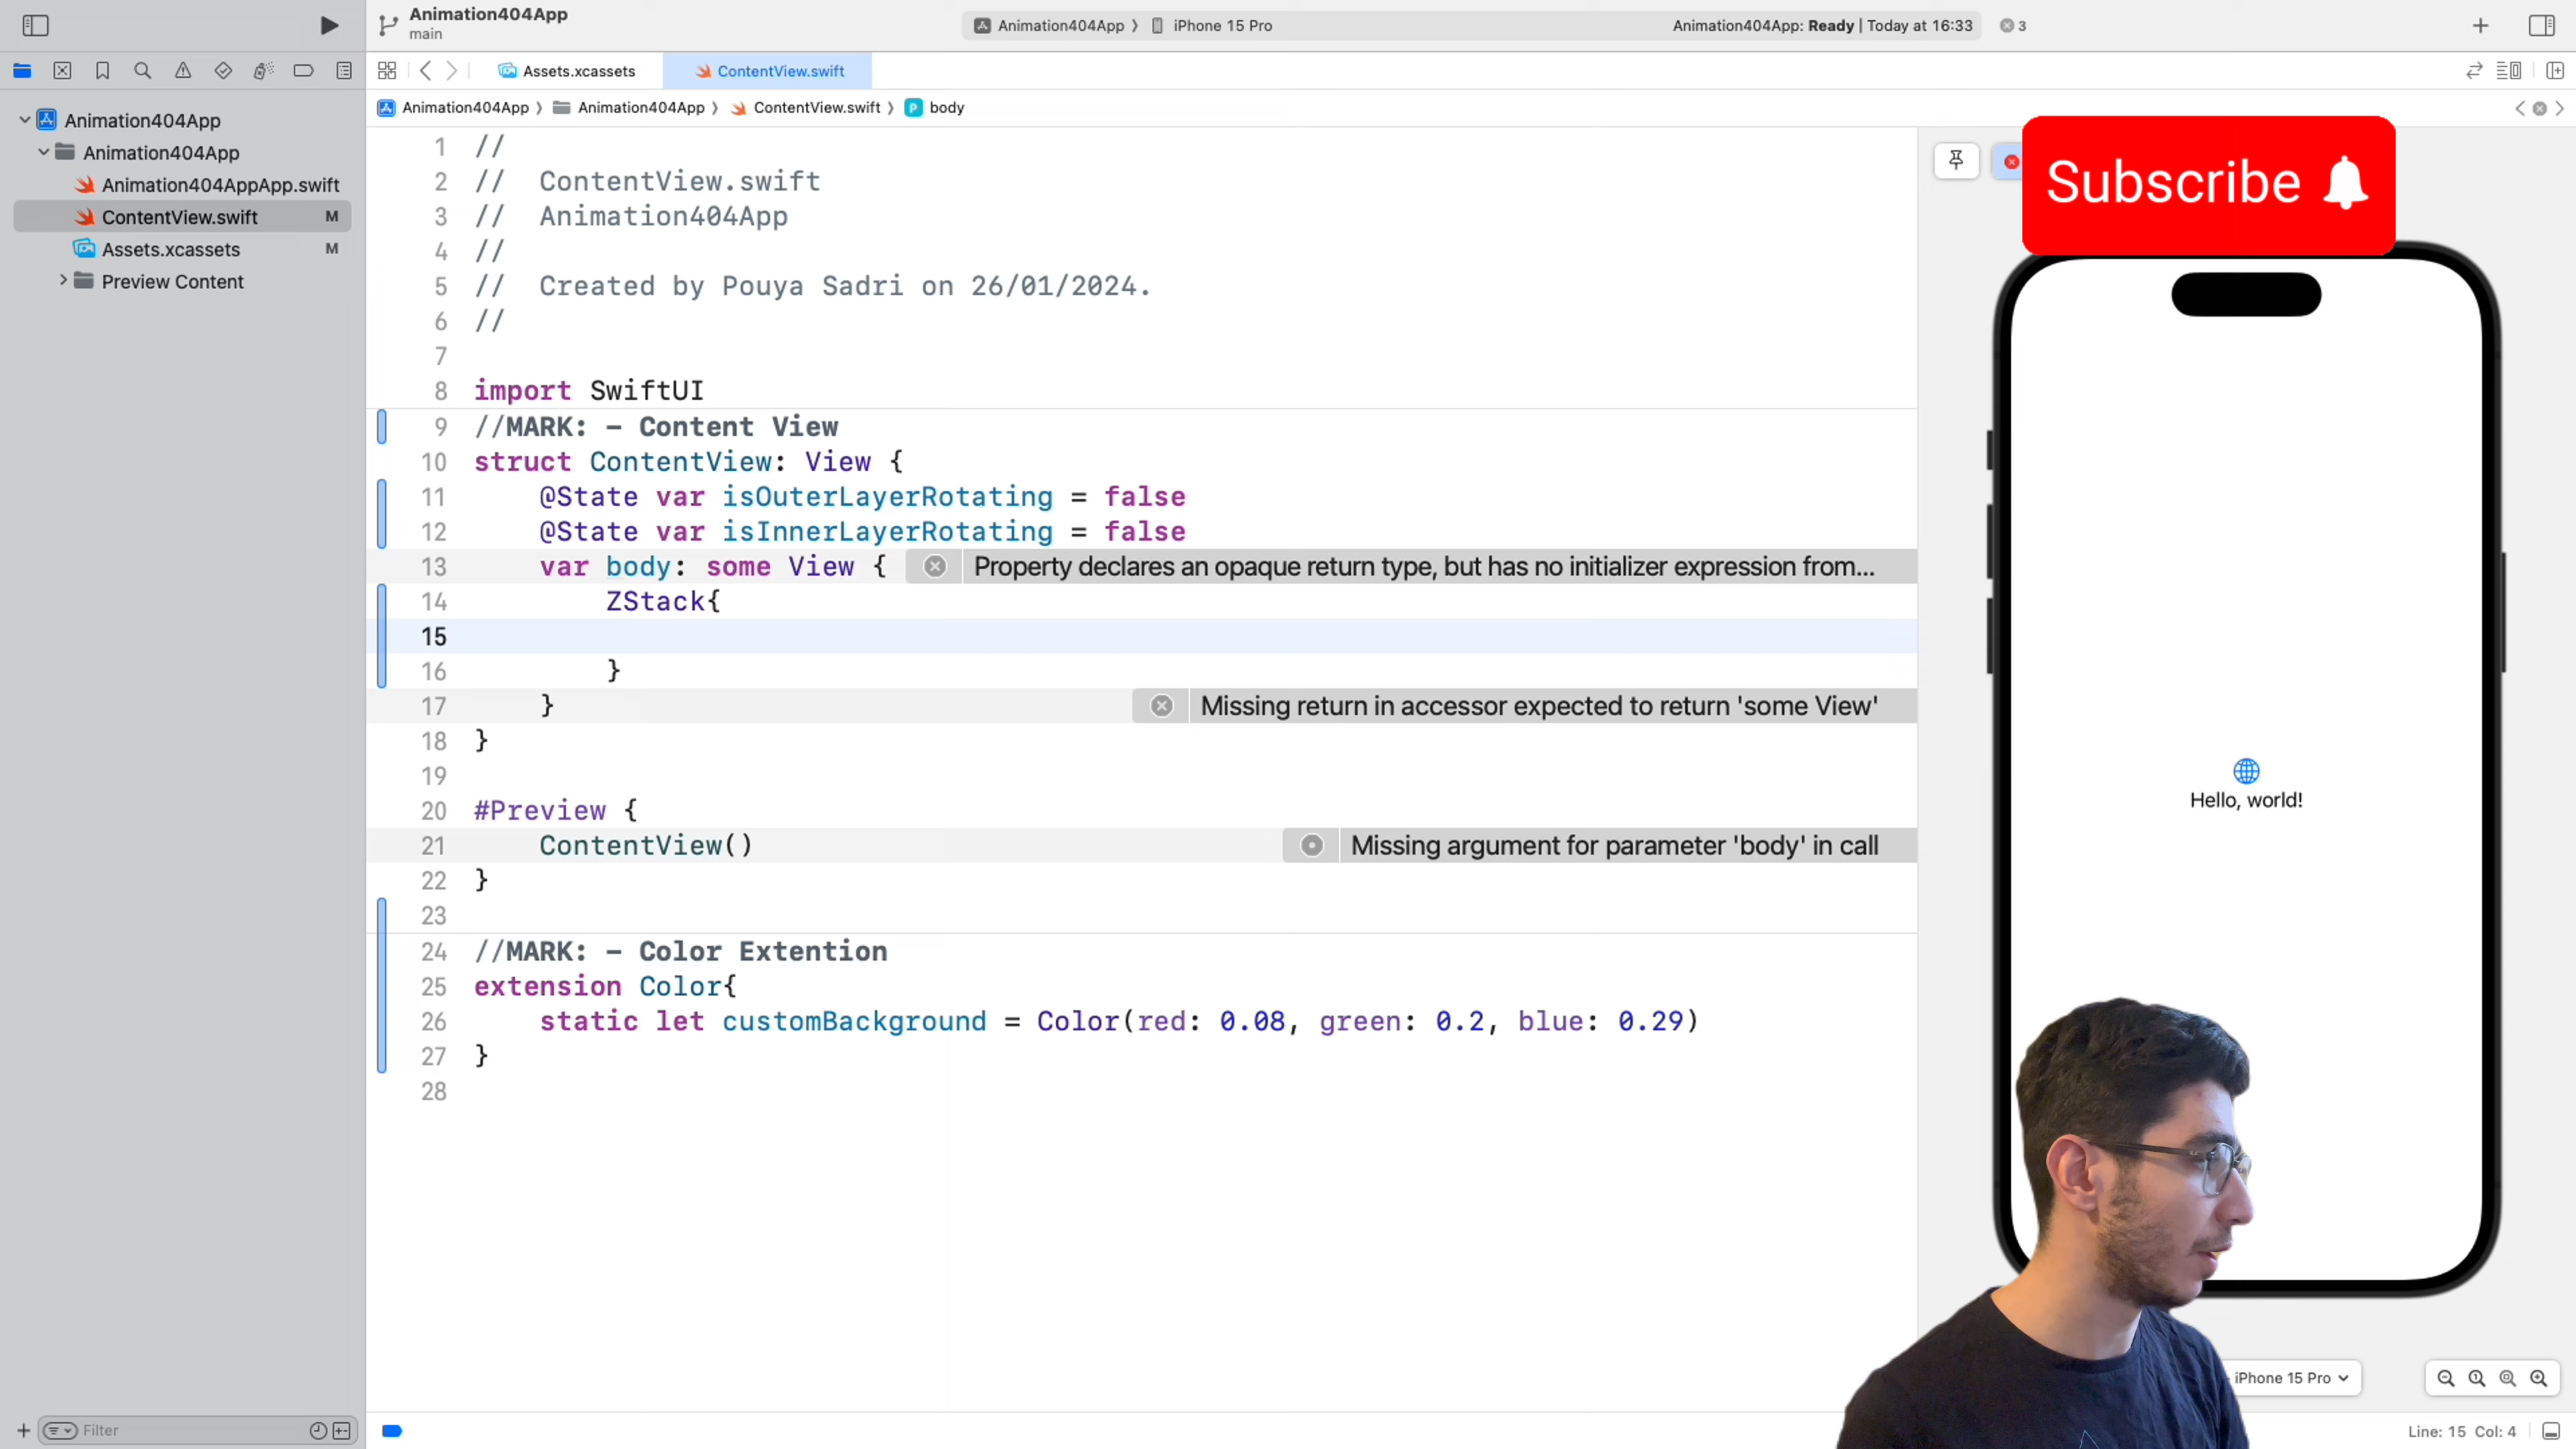 Animation404App
main
Animation404App ⟩ iPhone 15 Pro
Animation404App: Ready | Today at 16:33
3
Assets.xcassets
ContentView.swift
Animation404App ⟩ Animation404App ⟩ ContentView.swift ⟩ P body
Animation404App
Animation404App
Animation404AppApp.swift
ContentView.swift M
Assets.xcassets M
Preview Content
1 //
2 // ContentView.swift
3 // Animation404App
4 //
5 // Created by Pouya Sadri on 26/01/2024.
6 //
7
8 import SwiftUI
9 //MARK: - Content View
10 struct ContentView: View {
11 @State var isOuterLayerRotating = false
12 @State var isInnerLayerRotating = false
13 var body: some View { Property declares an opaque return type, but has no initializer expression from...
14 ZStack{
15
16 }
17 } Missing return in accessor expected to return 'some View'
18 }
19
20 #Preview {
21 ContentView() Missing argument for parameter 'body' in call
22 }
23
24 //MARK: - Color Extention
25 extension Color{
26 static let customBackground = Color(red: 0.08, green: 0.2, blue: 0.29)
27 }
28
Subscribe
Hello, world!
iPhone 15 Pro
Filter
Line: 15 Col: 4